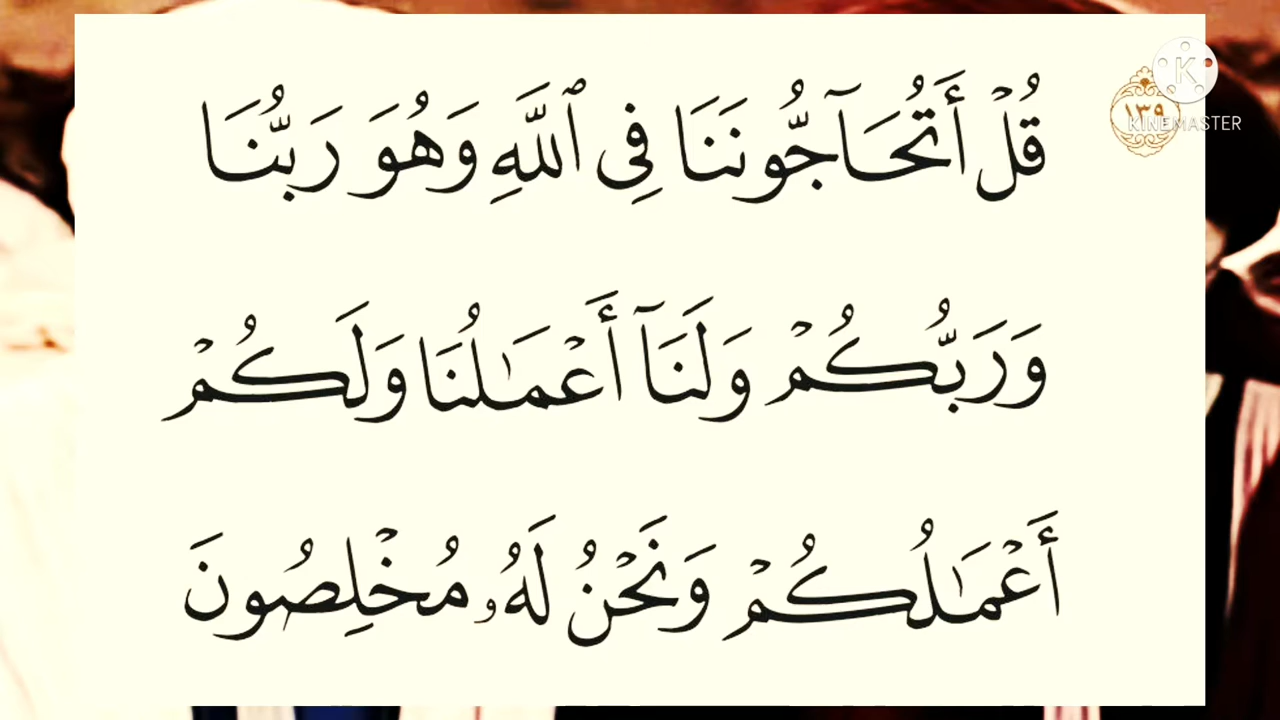 ١٣٩
KINEMASTER
قُلْ أَتُحَآجُّونَنَا فِى ٱللَّهِ وَهُوَ رَبُّنَا
وَرَبُّكُمْ وَلَنَآ أَعْمَـٰلُنَا وَلَكُمْ
أَعْمَـٰلُكُمْ وَنَحْنُ لَهُۥ مُخْلِصُونَ